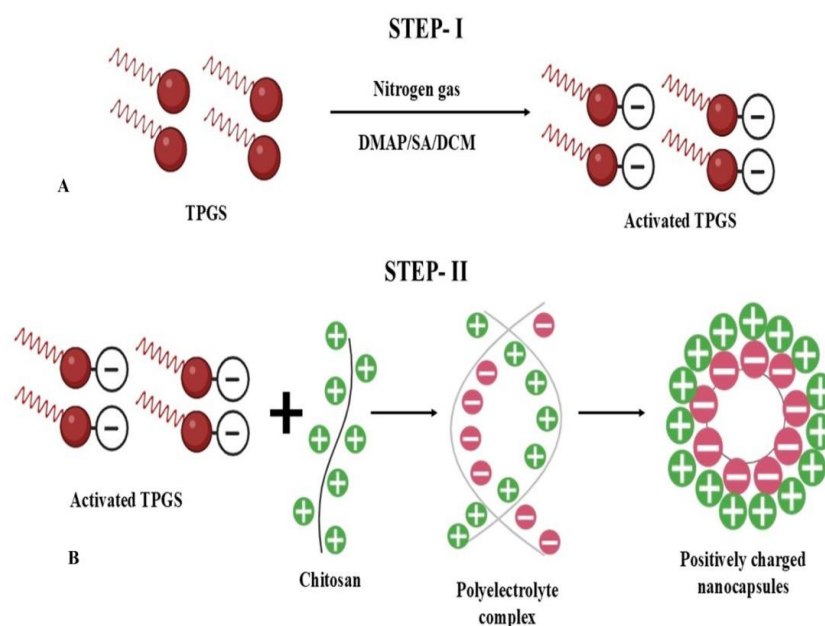 STEP- I
Nitrogen gas
DMAP/SA/DCM
A
TPGS
Activated TPGS
STEP- II
Activated TPGS
B
Chitosan
Polyelectrolyte
complex
Positively charged
nanocapsules